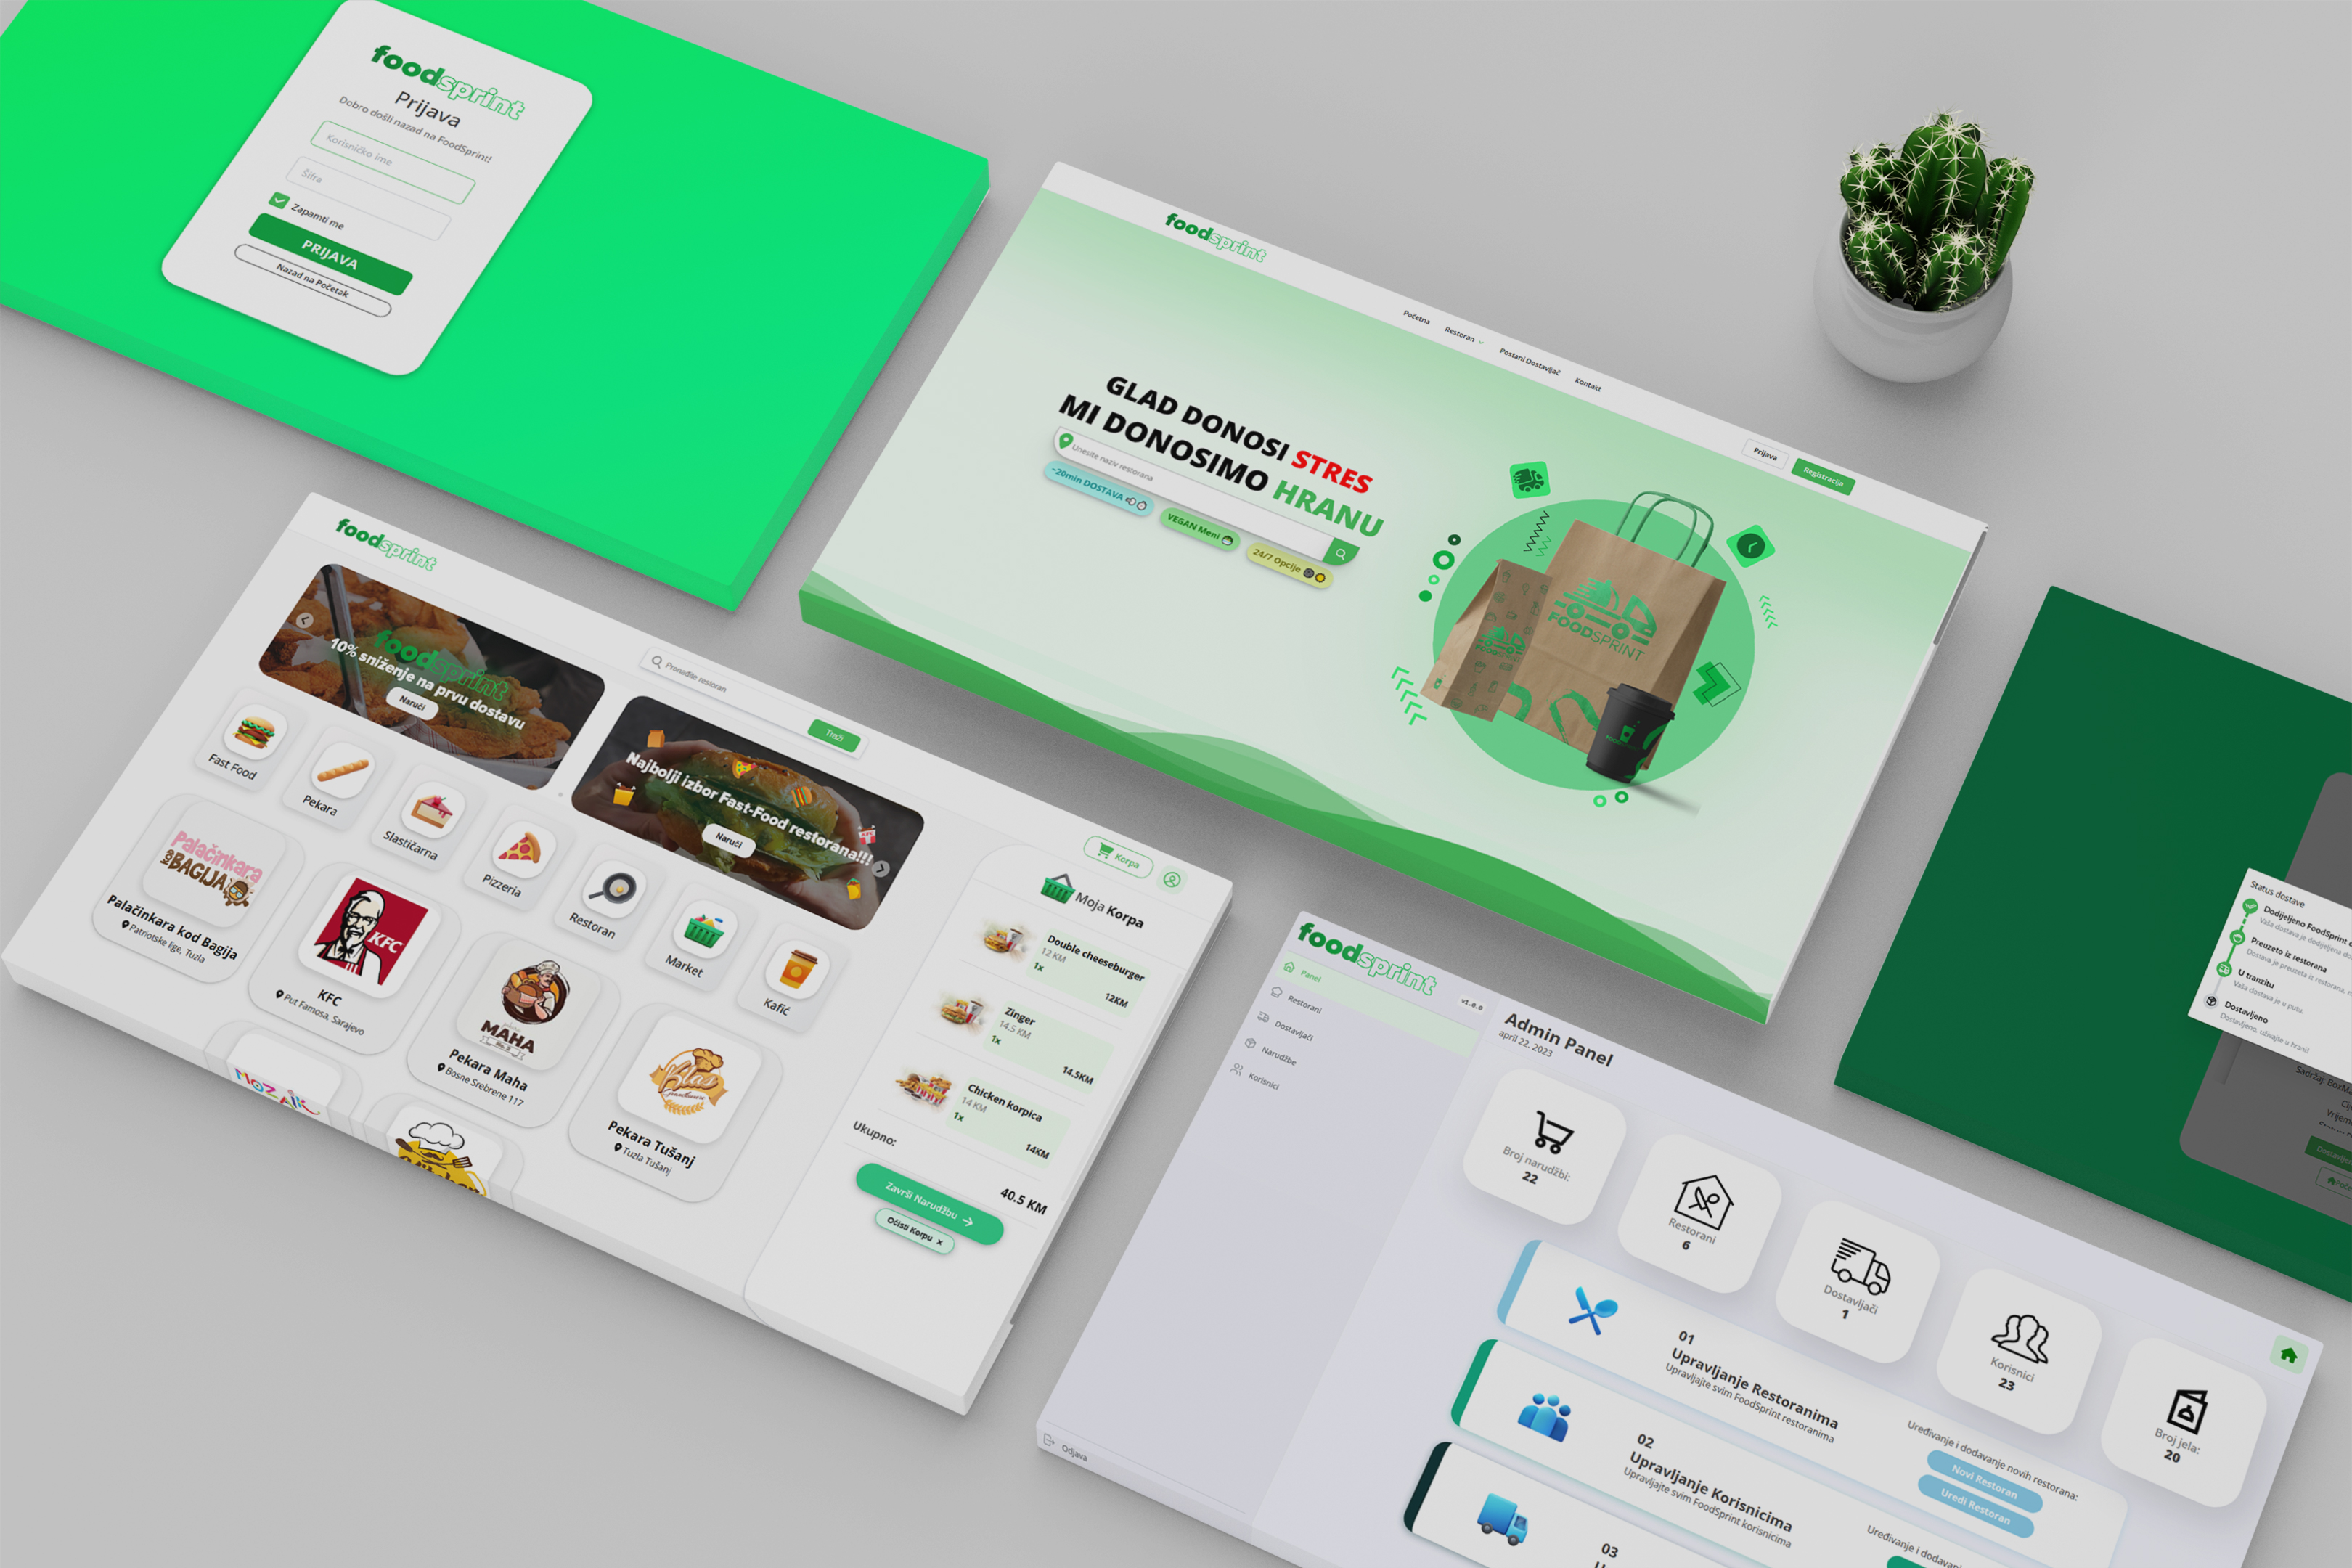 foodsprint
Prijava
Dobro došli nazad na FoodSprint!
Korisničko ime
Šifra
Zapamti me
PRIJAVA
Nazad na Početak
foodsprint
Početna
Restoran
Postani Dostavljač
Kontakt
Prijava
Registracija
GLAD DONOSI STRES
MI DONOSIMO HRANU
Unesite naziv restorana
~20min DOSTAVA
VEGAN Meni
24/7 Opcije
FOODSPRINT
foodsprint
Pronađite restoran
Traži
Korpa
foodsprint
10% sniženje na prvu dostavu
Naruči
Najbolji izbor Fast-Food restorana!!!
Naruči
Fast Food
Pekara
Slastičarna
Pizzeria
Restoran
Market
Kafić
Palačinkara
kod BAGIJA
Palačinkara kod Bagija
Patriotske lige, Tuzla
KFC
KFC
Put Famosa, Sarajevo
MAHA
Pekara Maha
Bosne Srebrene 117
Klas
Pekara Tušanj
Tuzla Tušanj
MOZAIK
Moja Korpa
Double cheeseburger
12 KM
1x
12KM
Zinger
14.5 KM
1x
14.5KM
Chicken korpica
14 KM
1x
14KM
Ukupno:
40.5 KM
Završi Narudžbu
Očisti Korpu ×
foodsprint
v1.0.0
Panel
Restorani
Dostavljači
Narudžbe
Korisnici
Odjava
Admin Panel
april 22, 2023
Broj narudžbi:
22
Restorani
6
Dostavljači
1
Korisnici
23
Broj jela:
20
01
Upravljanje Restoranima
Upravljajte svim FoodSprint restoranima
Uređivanje i dodavanje novih restorana:
Novi Restoran
Uredi Restoran
02
Upravljanje Korisnicima
Upravljajte svim FoodSprint korisnicima
Uređivanje i dodavanje
03
Status dostave
Dodijeljeno FoodSprint
Vaša dostava je dodijeljena
Preuzeto iz restorana
Dostava je preuzeta iz restorana,
U tranzitu
Vaša dostava je u putu.
Dostavljeno
Dostavljeno, uživajte u hrani!
Sadržaj: